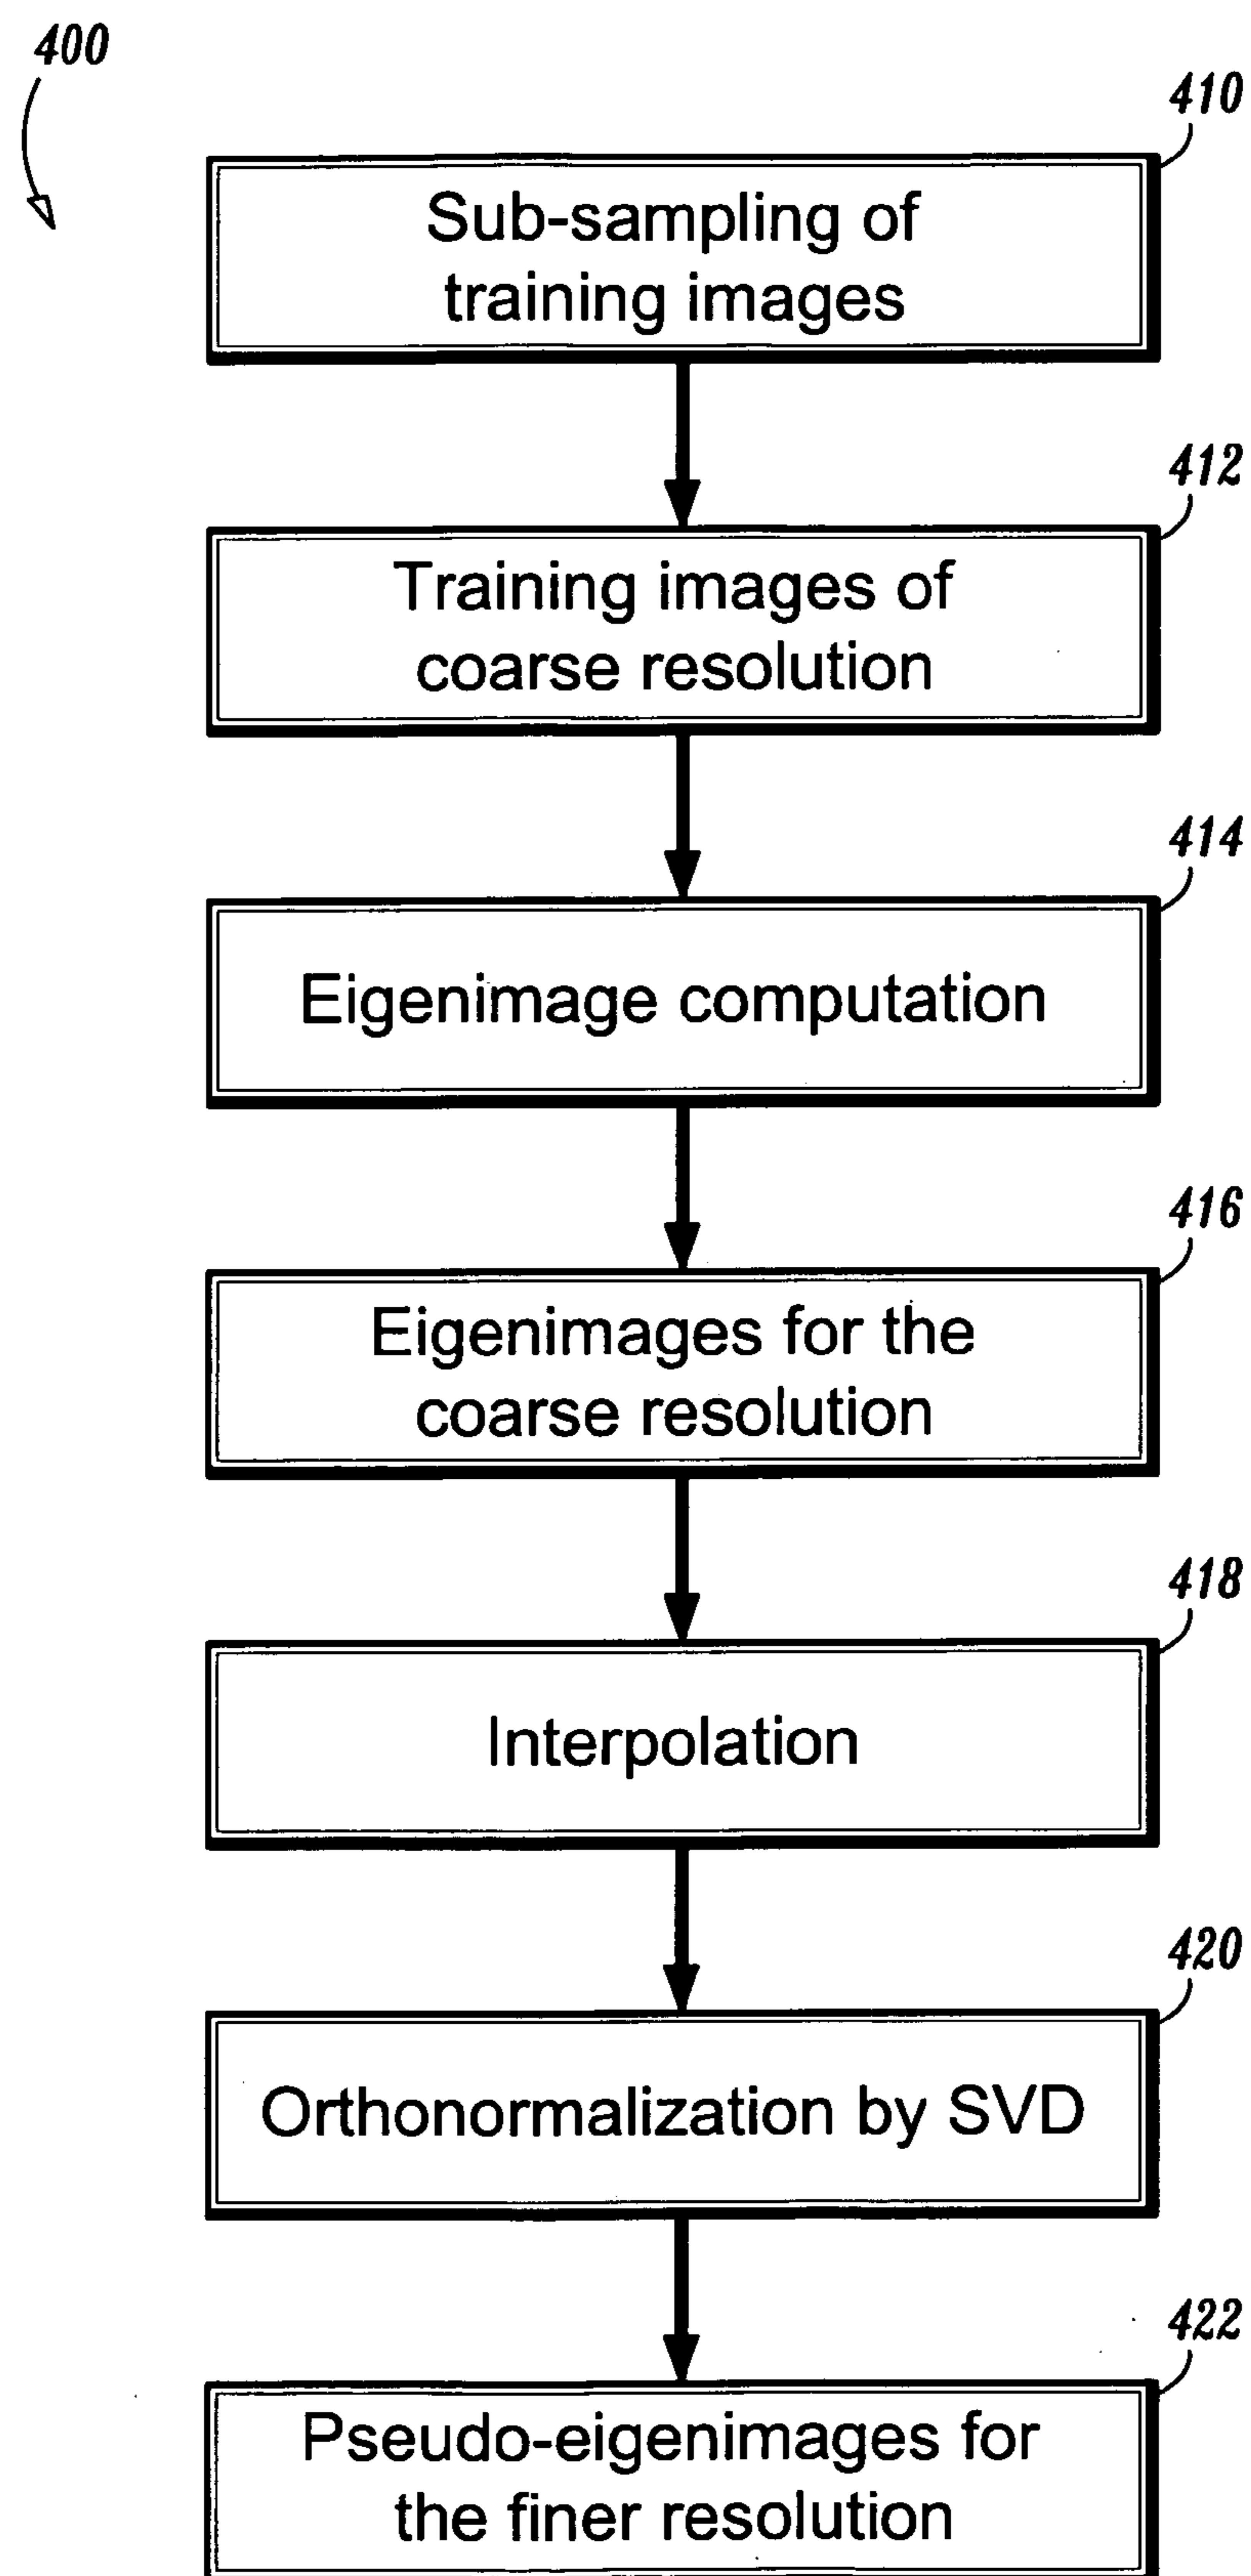 400
410
Sub-sampling of
training images
412
Training images of
coarse resolution
414
Eigenimage computation
416
Eigenimages for the
coarse resolution
418
Interpolation
420
Orthonormalization by SVD
422
Pseudo-eigenimages for
the finer resolution